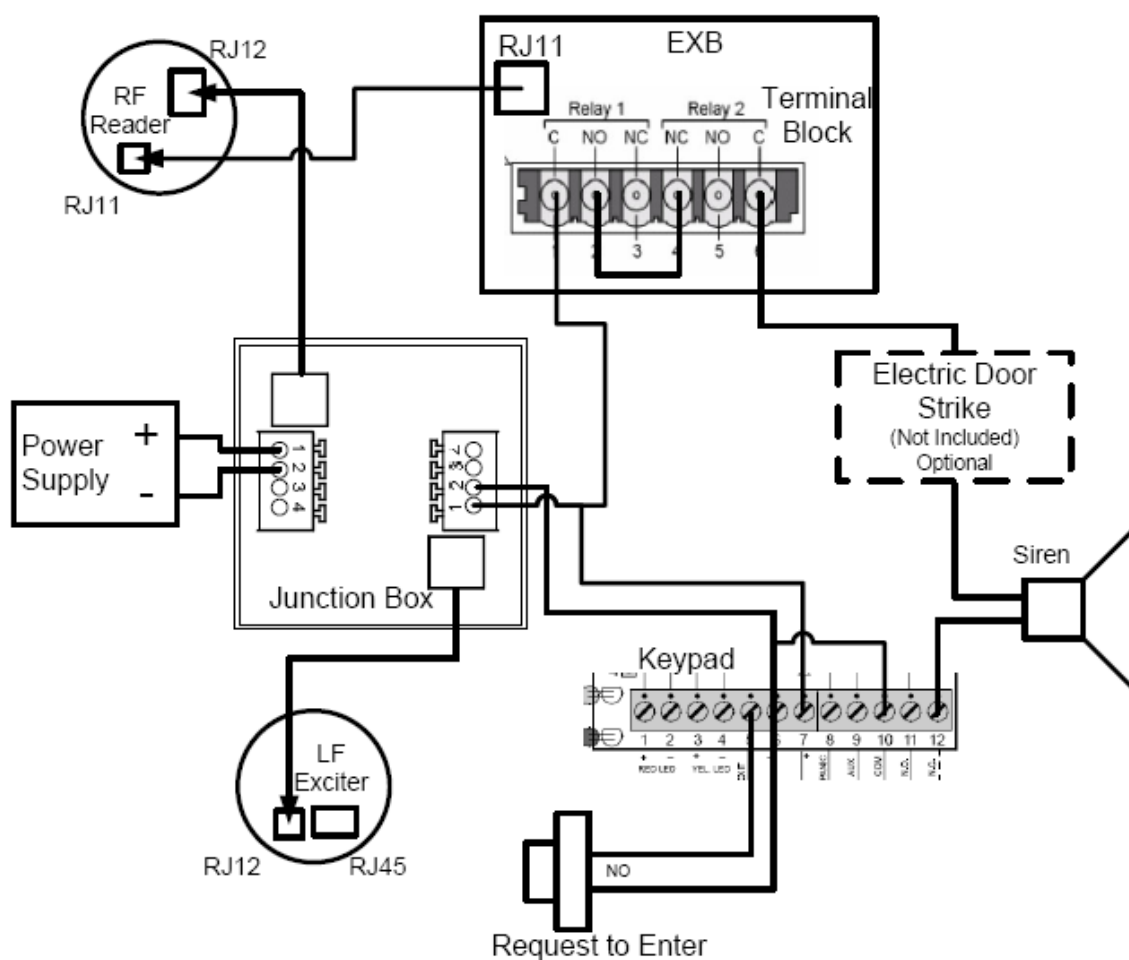 RJ12
RF
Reader
RJ11
RJ11
EXB
Terminal
Block
Relay 1
Relay 2
C NO NC NC NO C
1 2 3 4 5 6
Power
Supply
+
-
1
2
3
4
4
3
2
1
Junction Box
Electric Door
Strike
(Not Included)
Optional
Siren
LF
Exciter
RJ12
RJ45
Keypad
1 2 3 4 5 6 7 8 9 10 11 12
+ - + - - +
RED LED
YEL. LED
AUX
COM
N.O.
N.C.
NO
Request to Enter